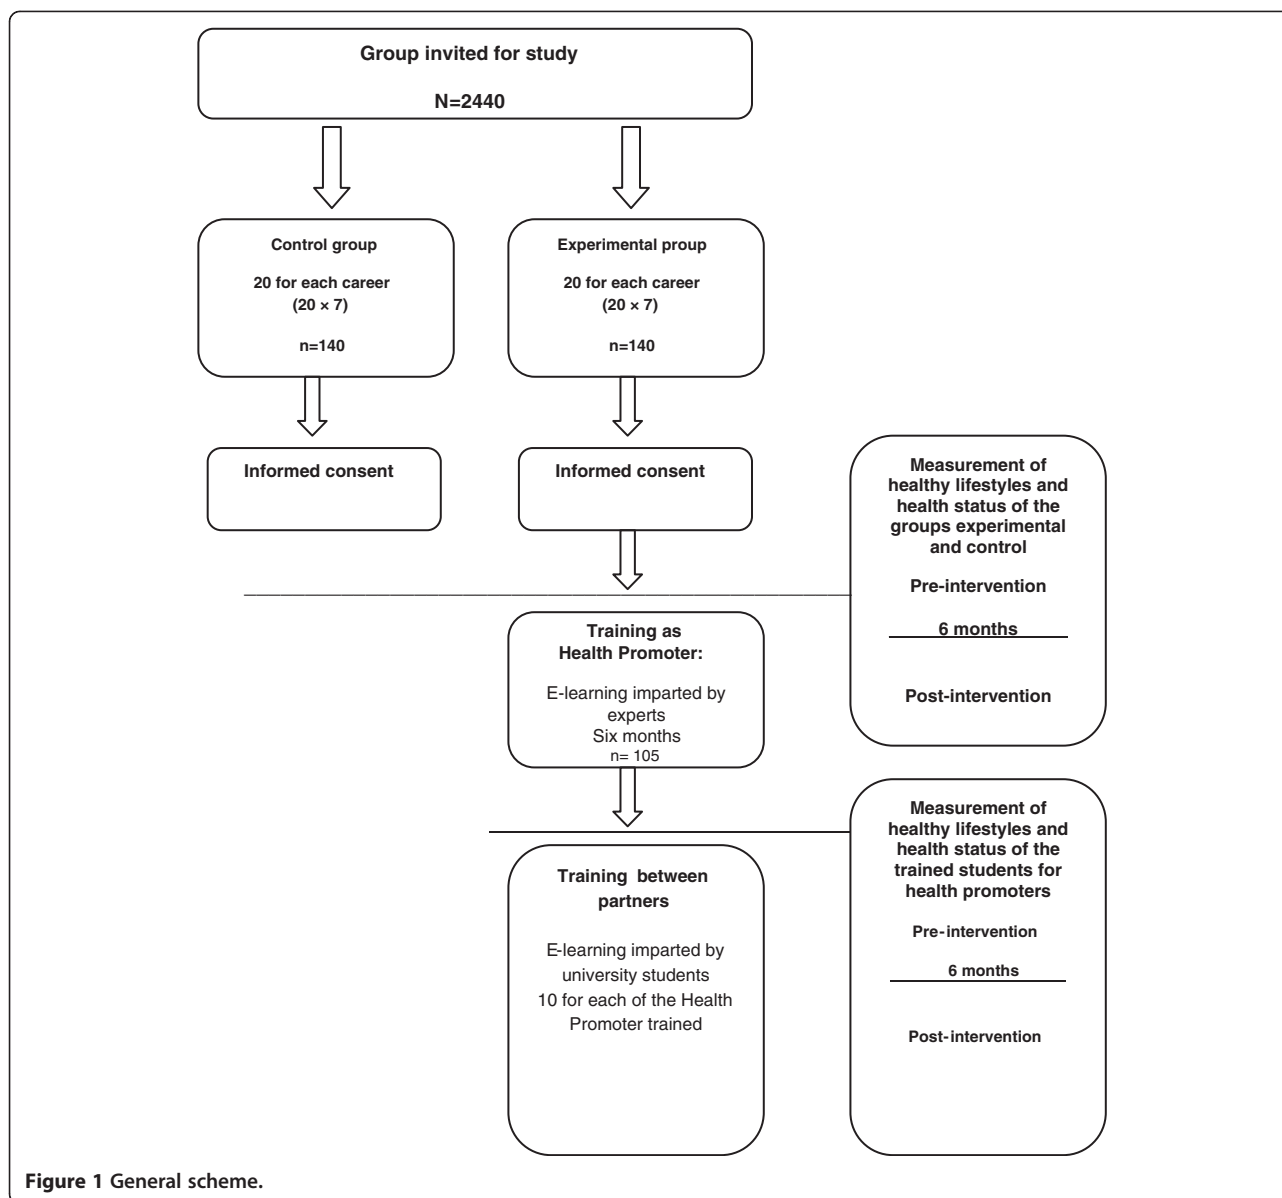 Group invited for study
N=2440
Control group
20 for each career
(20 × 7)
n=140
Experimental proup
20 for each career
(20 × 7)
n=140
Informed consent
Informed consent
Measurement of
healthy lifestyles and
health status of the
groups experimental
and control
Pre-intervention
6 months
Post-intervention
Training as
Health Promoter:
E-learning imparted by
experts
Six months
n= 105
Training between
partners
E-learning imparted by
university students
10 for each of the Health
Promoter trained
Measurement of
healthy lifestyles and
health status of the
trained students for
health promoters
Pre-intervention
6 months
Post-intervention
Figure 1 General scheme.